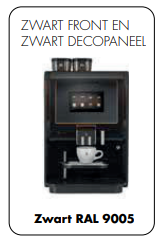 ZWART FRONT EN
ZWART DECOPANEEL
Zwart RAL 9005